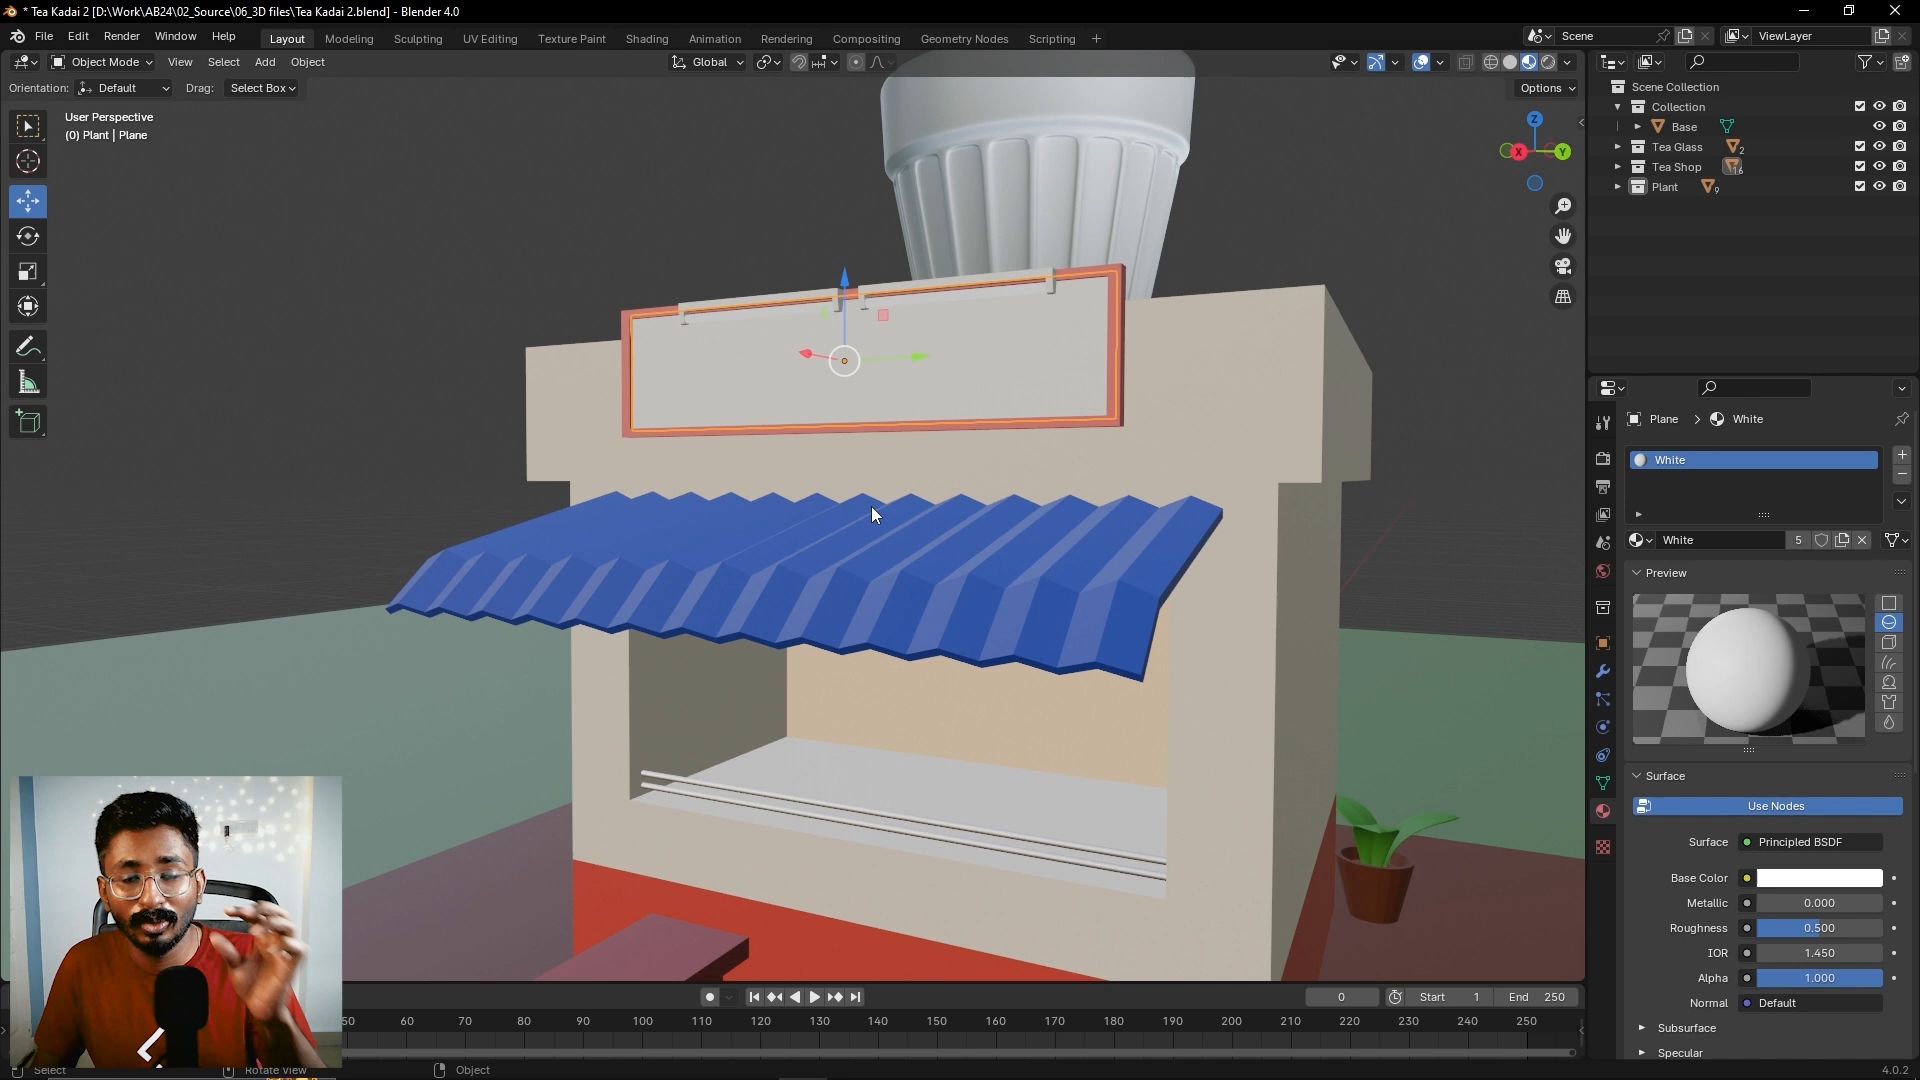 * Tea Kadai 2 [D:\Work\AB24\02_Source\06_3D files\Tea Kadai 2.blend] - Blender 4.0
File Edit Render Window Help Layout Modeling Sculpting UV Editing Texture Paint Shading Animation Rendering Compositing Geometry Nodes Scripting + Scene ViewLayer
Object Mode View Select Add Object Global
Orientation: Default Drag: Select Box Options
User Perspective
(0) Plant | Plane
Z
X Y
Scene Collection
Collection
Base
Tea Glass 2
Tea Shop 16
Plant 9
Plane > White
White
White 5
Preview
Surface
Use Nodes
Surface Principled BSDF
Base Color
Metallic 0.000
Roughness 0.500
IOR 1.450
Alpha 1.000
Normal Default
Subsurface
Specular
0 Start 1 End 250
50 60 70 80 90 100 110 120 130 140 150 160 170 180 190 200 210 220 230 240 250
Select Rotate View Object 4.0.2